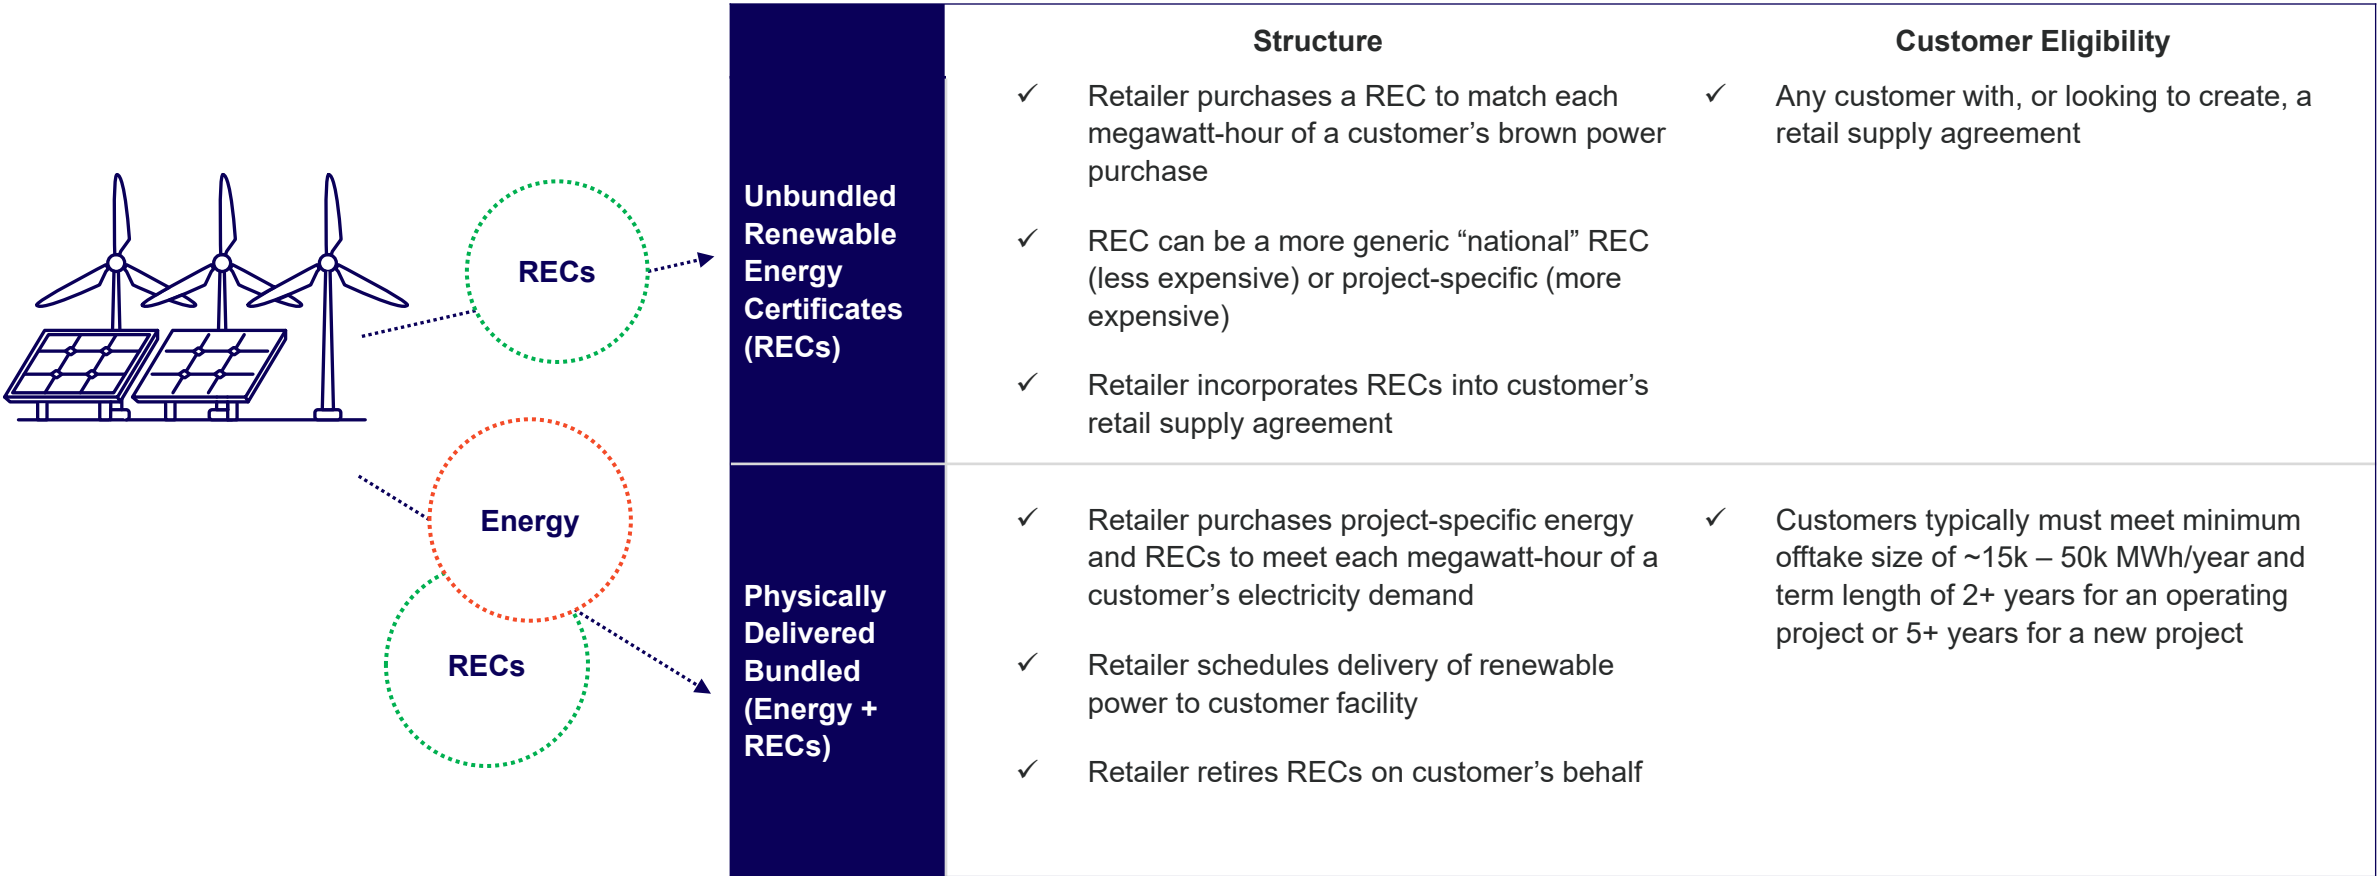 RECs
Energy
RECs
Structure
Customer Eligibility
Unbundled
Renewable
Energy
Certificates
(RECs)
✓ Retailer purchases a REC to match each
megawatt-hour of a customer’s brown power
purchase
✓ REC can be a more generic “national” REC
(less expensive) or project-specific (more
expensive)
✓ Retailer incorporates RECs into customer’s
retail supply agreement
✓ Any customer with, or looking to create, a
retail supply agreement
Physically
Delivered
Bundled
(Energy +
RECs)
✓ Retailer purchases project-specific energy
and RECs to meet each megawatt-hour of a
customer’s electricity demand
✓ Retailer schedules delivery of renewable
power to customer facility
✓ Retailer retires RECs on customer’s behalf
✓ Customers typically must meet minimum
offtake size of ~15k – 50k MWh/year and
term length of 2+ years for an operating
project or 5+ years for a new project